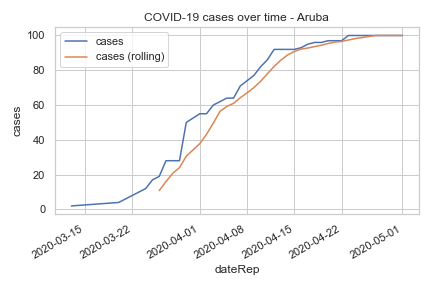 COVID-19 cases over time - Aruba
cases
cases (rolling)
100
80
60
40
20
0
cases
2020-03-15
2020-03-22
2020-04-01
2020-04-08
2020-04-15
2020-04-22
2020-05-01
dateRep